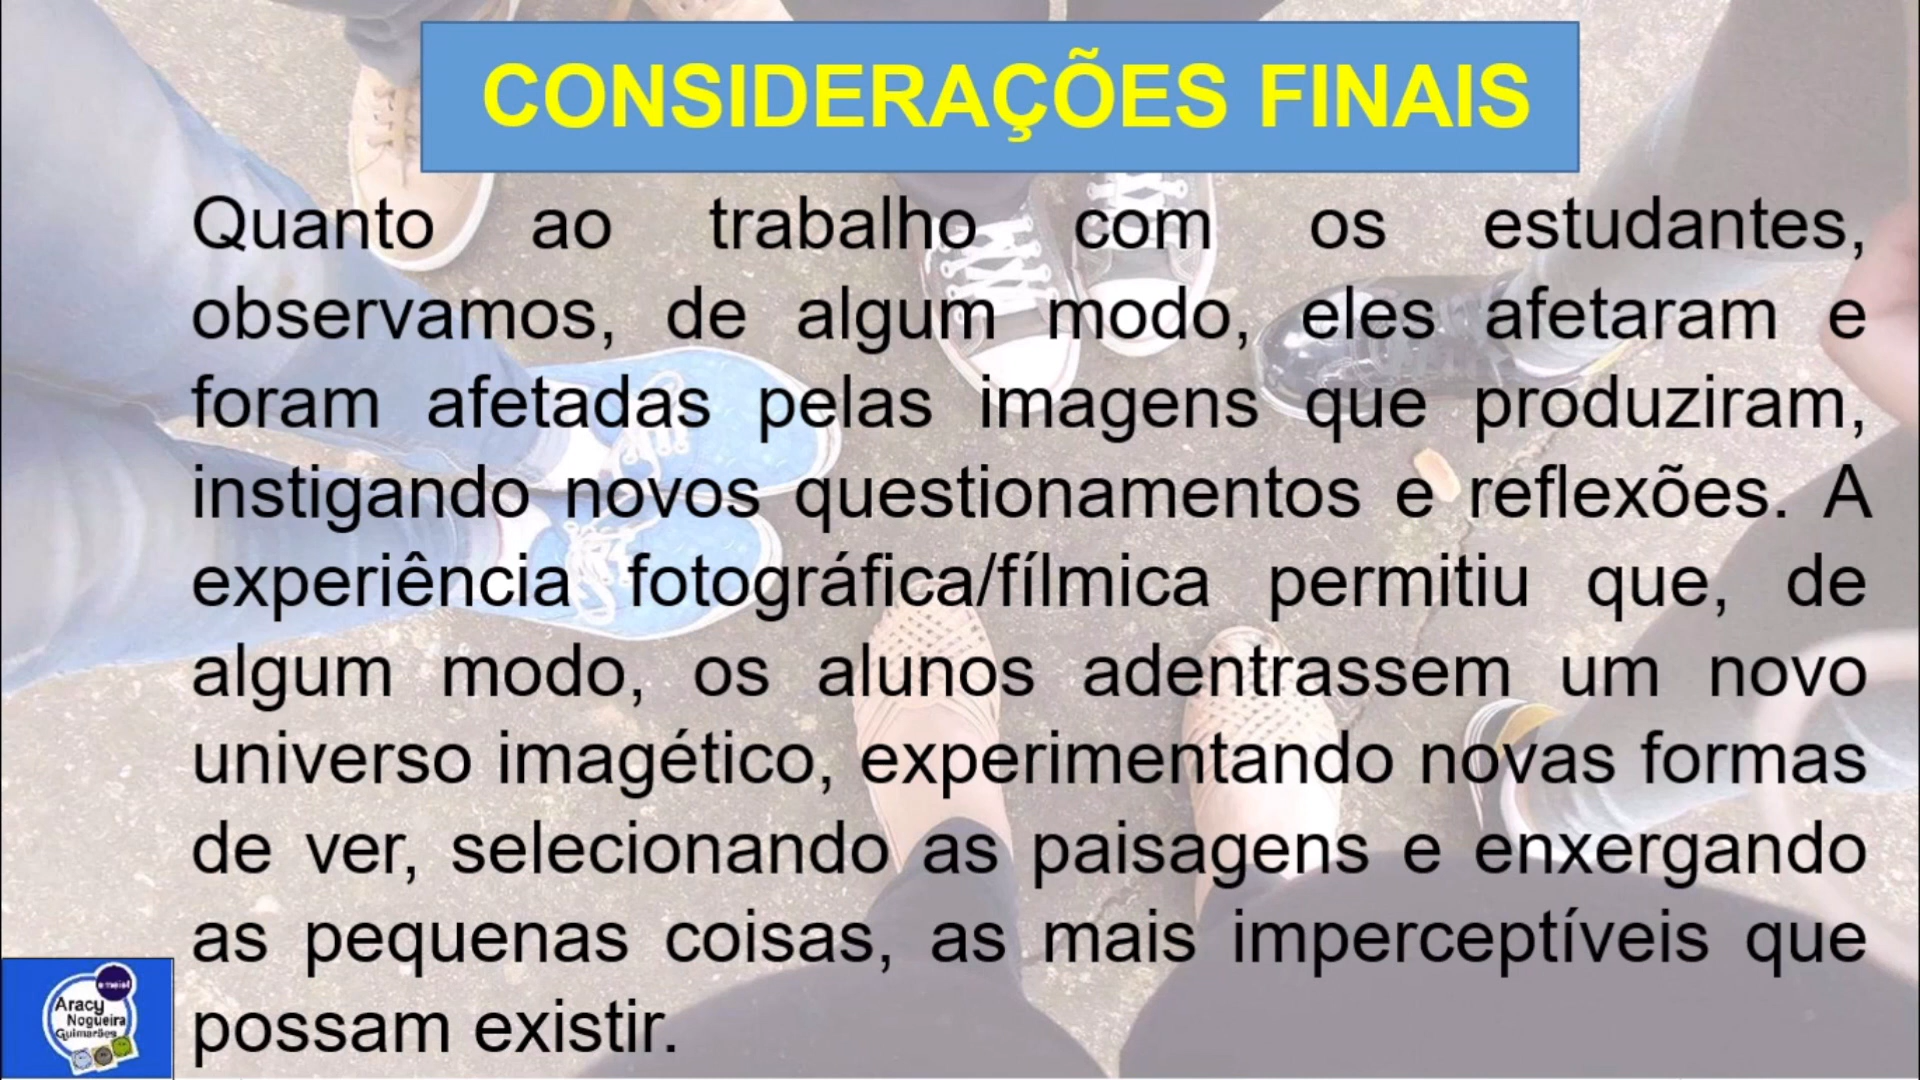 CONSIDERAÇÕES FINAIS
Quanto ao trabalho com os estudantes,
observamos, de algum modo, eles afetaram e
foram afetadas pelas imagens que produziram,
instigando novos questionamentos e reflexões. A
experiência fotográfica/fílmica permitiu que, de
algum modo, os alunos adentrassem um novo
universo imagético, experimentando novas formas
de ver, selecionando as paisagens e enxergando
as pequenas coisas, as mais imperceptíveis que
possam existir.
Aracy
Nogueira
Guimarães